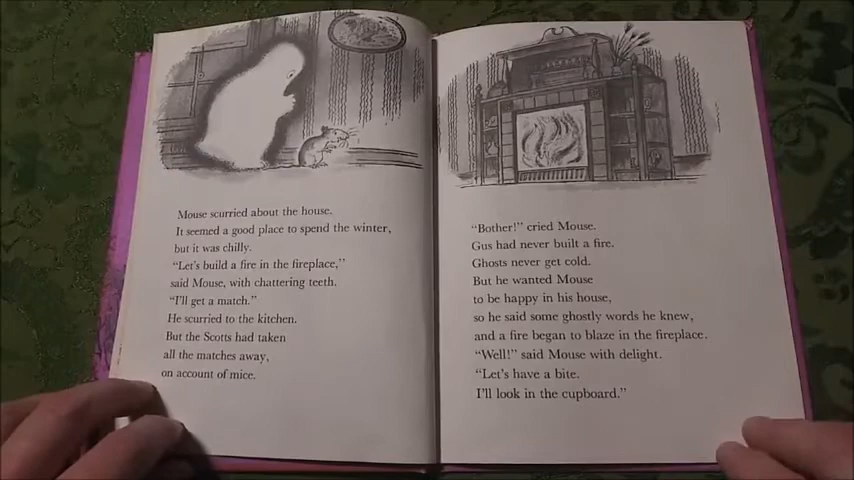 Mouse scurried about the house.
It seemed a good place to spend the winter,
but it was chilly.
"Let's build a fire in the fireplace,"
said Mouse, with chattering teeth.
"I'll get a match."
He scurried to the kitchen.
But the Scotts had taken
all the matches away,
on account of mice.
"Bother!" cried Mouse.
Gus had never built a fire.
Ghosts never get cold.
But he wanted Mouse
to be happy in his house,
so he said some ghostly words he knew,
and a fire began to blaze in the fireplace.
"Well!" said Mouse with delight.
"Let's have a bite.
I'll look in the cupboard."